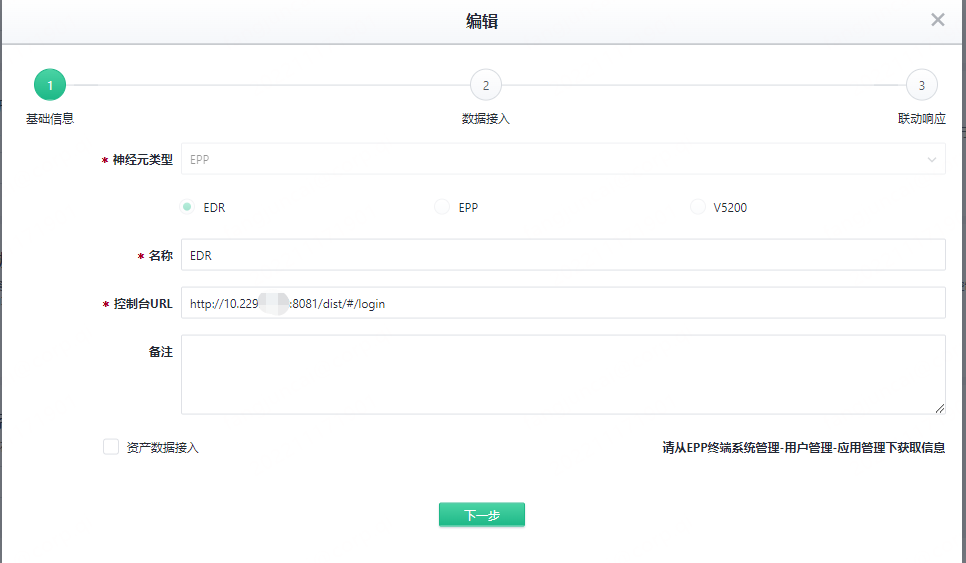 编辑
1
2
3
基础信息
数据接入
联动响应
* 神经元类型
EPP
EDR
EPP
V5200
* 名称
EDR
* 控制台URL
http://10.229 :8081/dist/#/login
备注
资产数据接入
请从EPP终端系统管理-用户管理-应用管理下获取信息
下一步